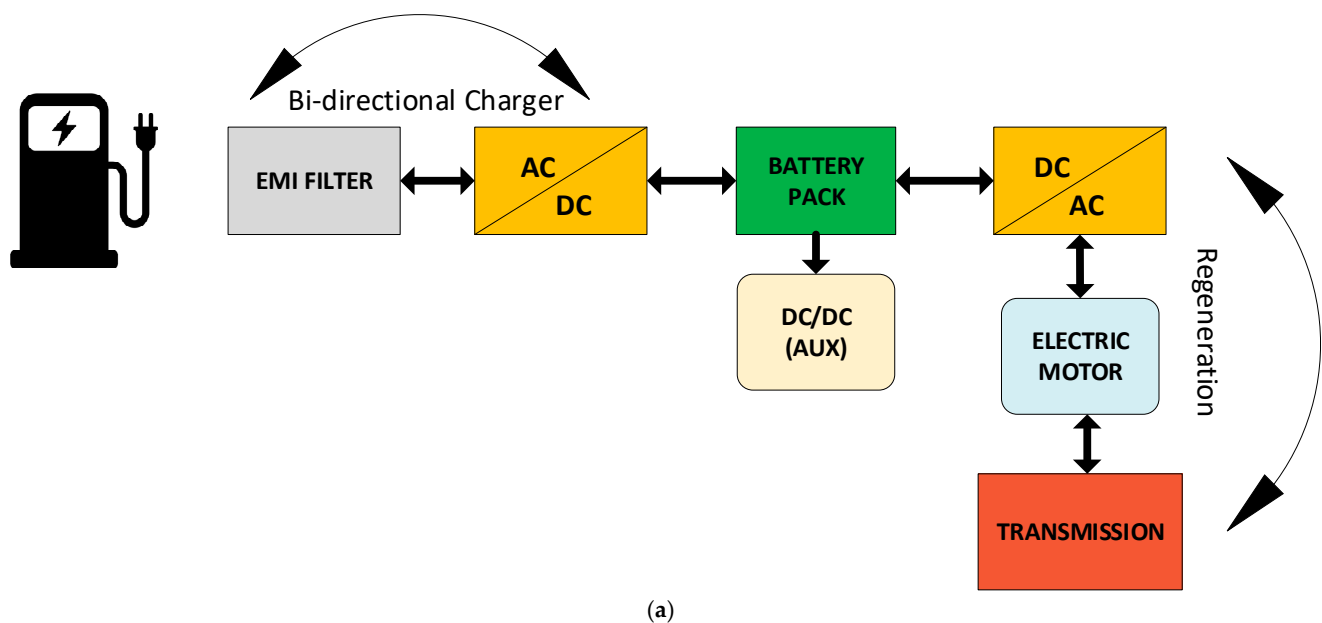 Bi-directional Charger
EMI FILTER
AC
DC
BATTERY
PACK
DC
AC
DC/DC
(AUX)
ELECTRIC
MOTOR
Regeneration
TRANSMISSION
(a)